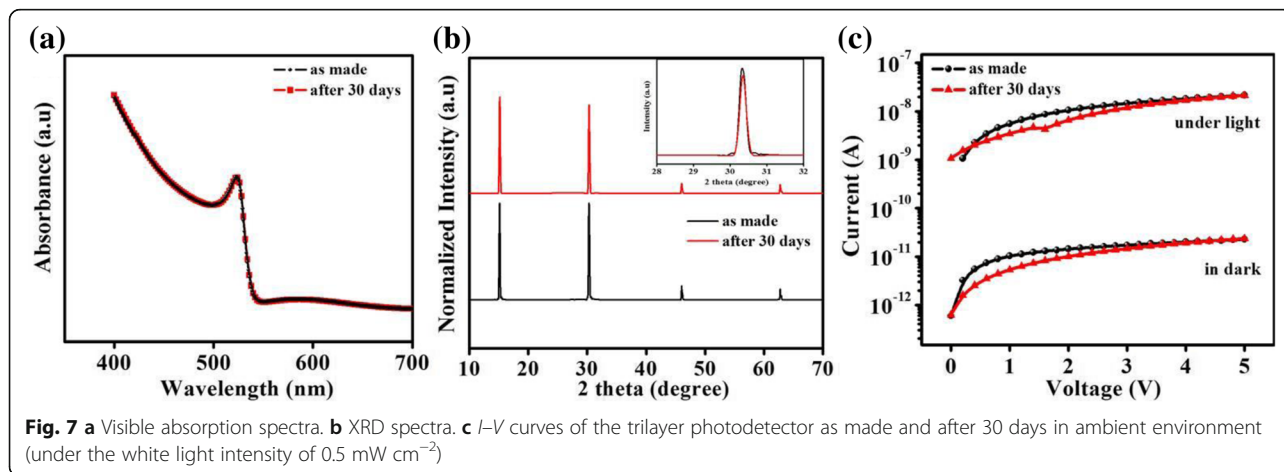 (a)
as made
after 30 days
Absorbance (a.u)
400 500 600 700
Wavelength (nm)
(b)
Normalized Intensity (a.u)
Intensity (a.u)
28 29 30 31 32
2 theta (degree)
as made
after 30 days
10 20 30 40 50 60 70
2 theta (degree)
(c)
as made
after 30 days
under light
in dark
Current (A)
10⁻⁷
10⁻⁸
10⁻⁹
10⁻¹⁰
10⁻¹¹
10⁻¹²
0 1 2 3 4 5
Voltage (V)
Fig. 7 a Visible absorption spectra. b XRD spectra. c I–V curves of the trilayer photodetector as made and after 30 days in ambient environment
(under the white light intensity of 0.5 mW cm⁻²)